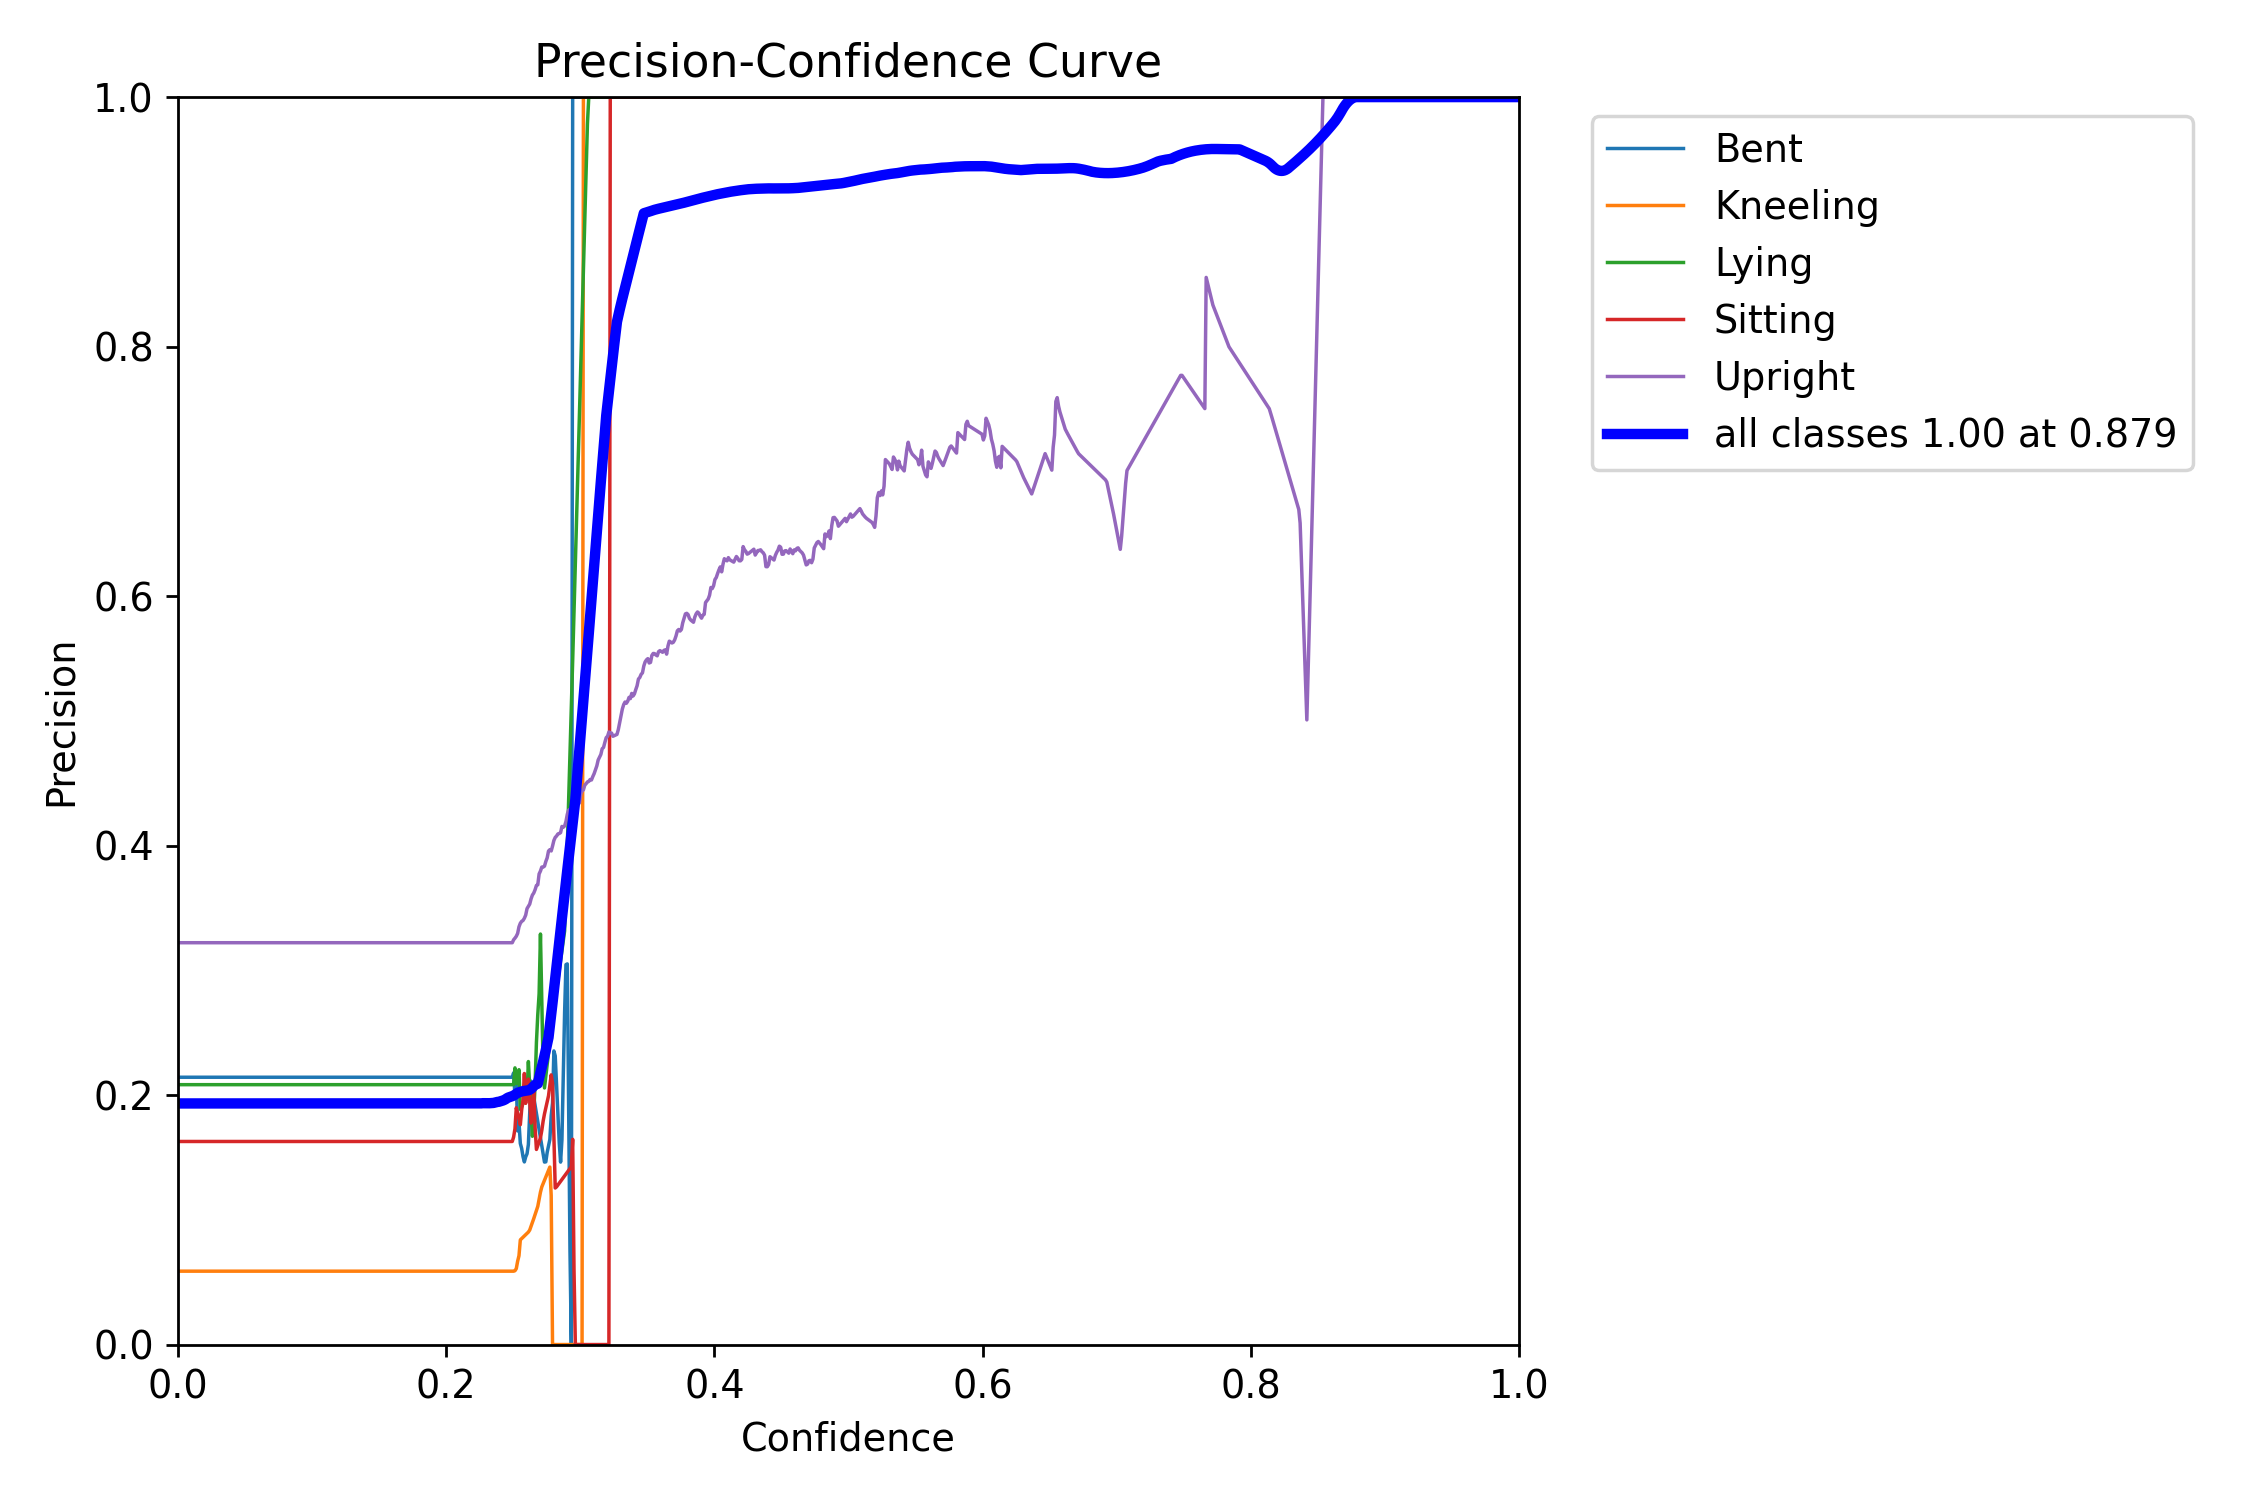 Precision-Confidence Curve
1.0
0.8
0.6
0.4
0.2
0.0
Precision
0.0 0.2 0.4 0.6 0.8 1.0
Confidence
Bent
Kneeling
Lying
Sitting
Upright
all classes 1.00 at 0.879